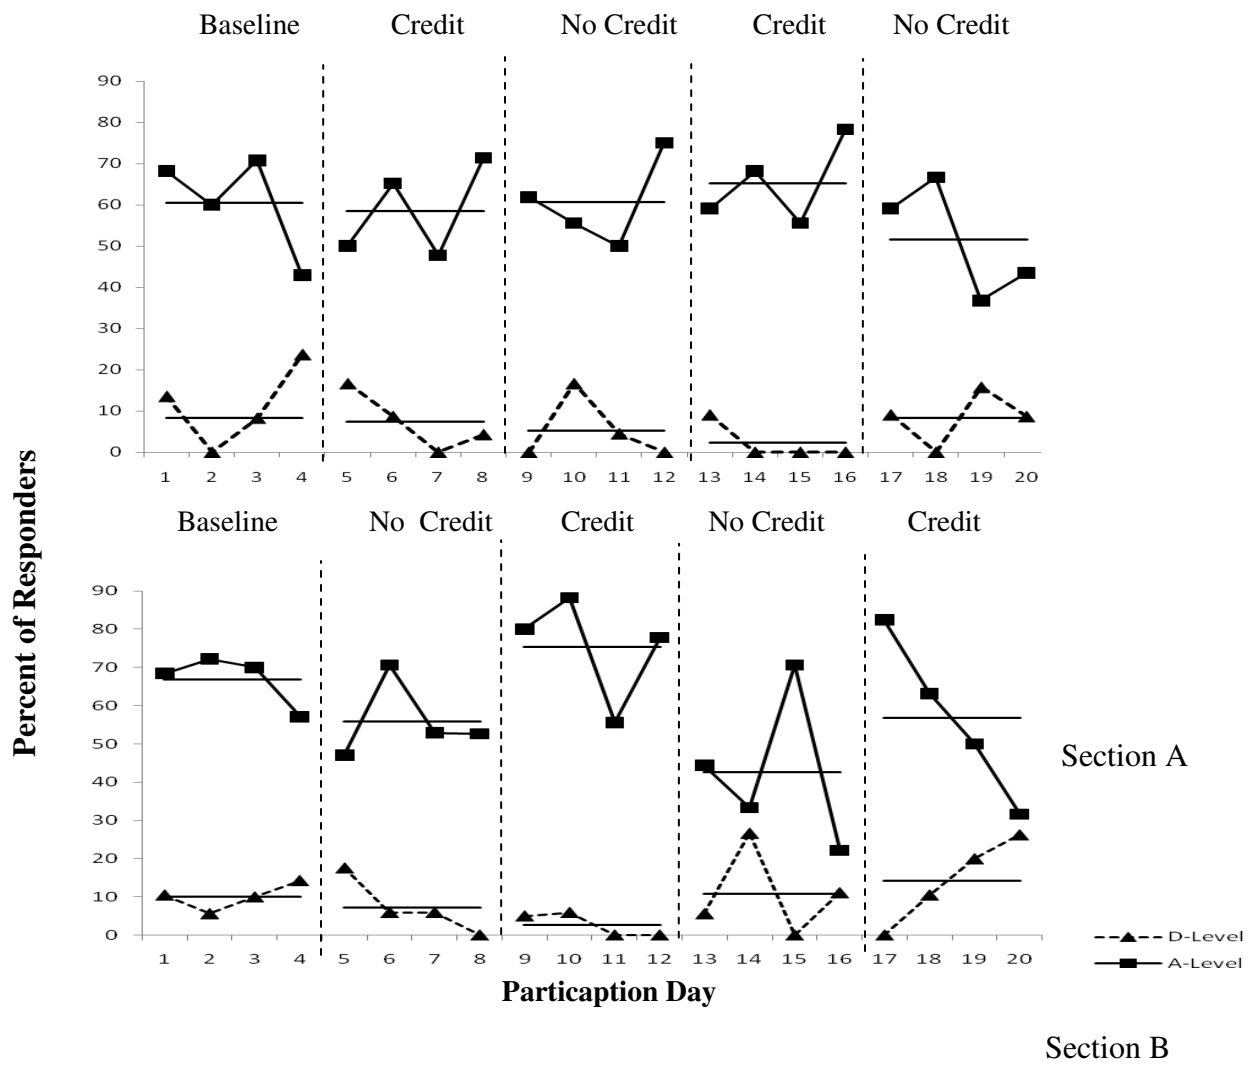 Baseline Credit No Credit Credit No Credit
90
80
70
60
50
40
30
20
10
0
1 2 3 4 5 6 7 8 9 10 11 12 13 14 15 16 17 18 19 20
Baseline No Credit Credit No Credit Credit
90
80
70
60
50
40
30
20
10
0
1 2 3 4 5 6 7 8 9 10 11 12 13 14 15 16 17 18 19 20
Percent of Responders
Particaption Day
Section A
D-Level
A-Level
Section B